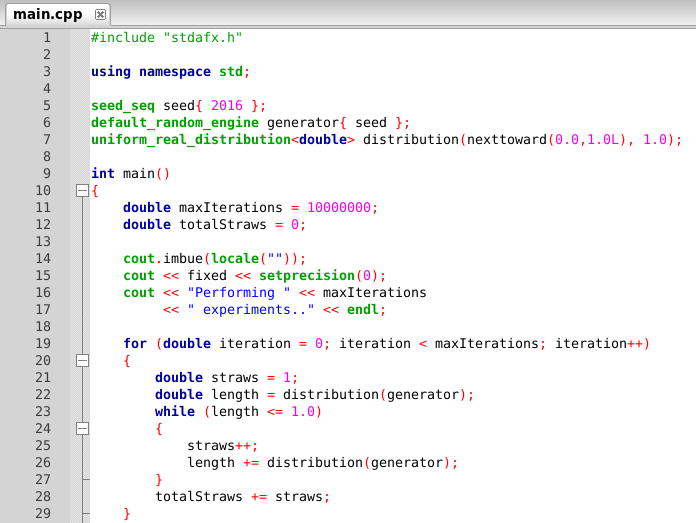 main.cpp
1 #include "stdafx.h"
2
3 using namespace std;
4
5 seed_seq seed{ 2016 };
6 default_random_engine generator{ seed };
7 uniform_real_distribution<double> distribution(nexttoward(0.0,1.0L), 1.0);
8
9 int main()
10 {
11     double maxIterations = 10000000;
12     double totalStraws = 0;
13
14     cout.imbue(locale(""));
15     cout << fixed << setprecision(0);
16     cout << "Performing " << maxIterations
17          << " experiments.." << endl;
18
19     for (double iteration = 0; iteration < maxIterations; iteration++)
20     {
21         double straws = 1;
22         double length = distribution(generator);
23         while (length <= 1.0)
24         {
25             straws++;
26             length += distribution(generator);
27         }
28         totalStraws += straws;
29     }